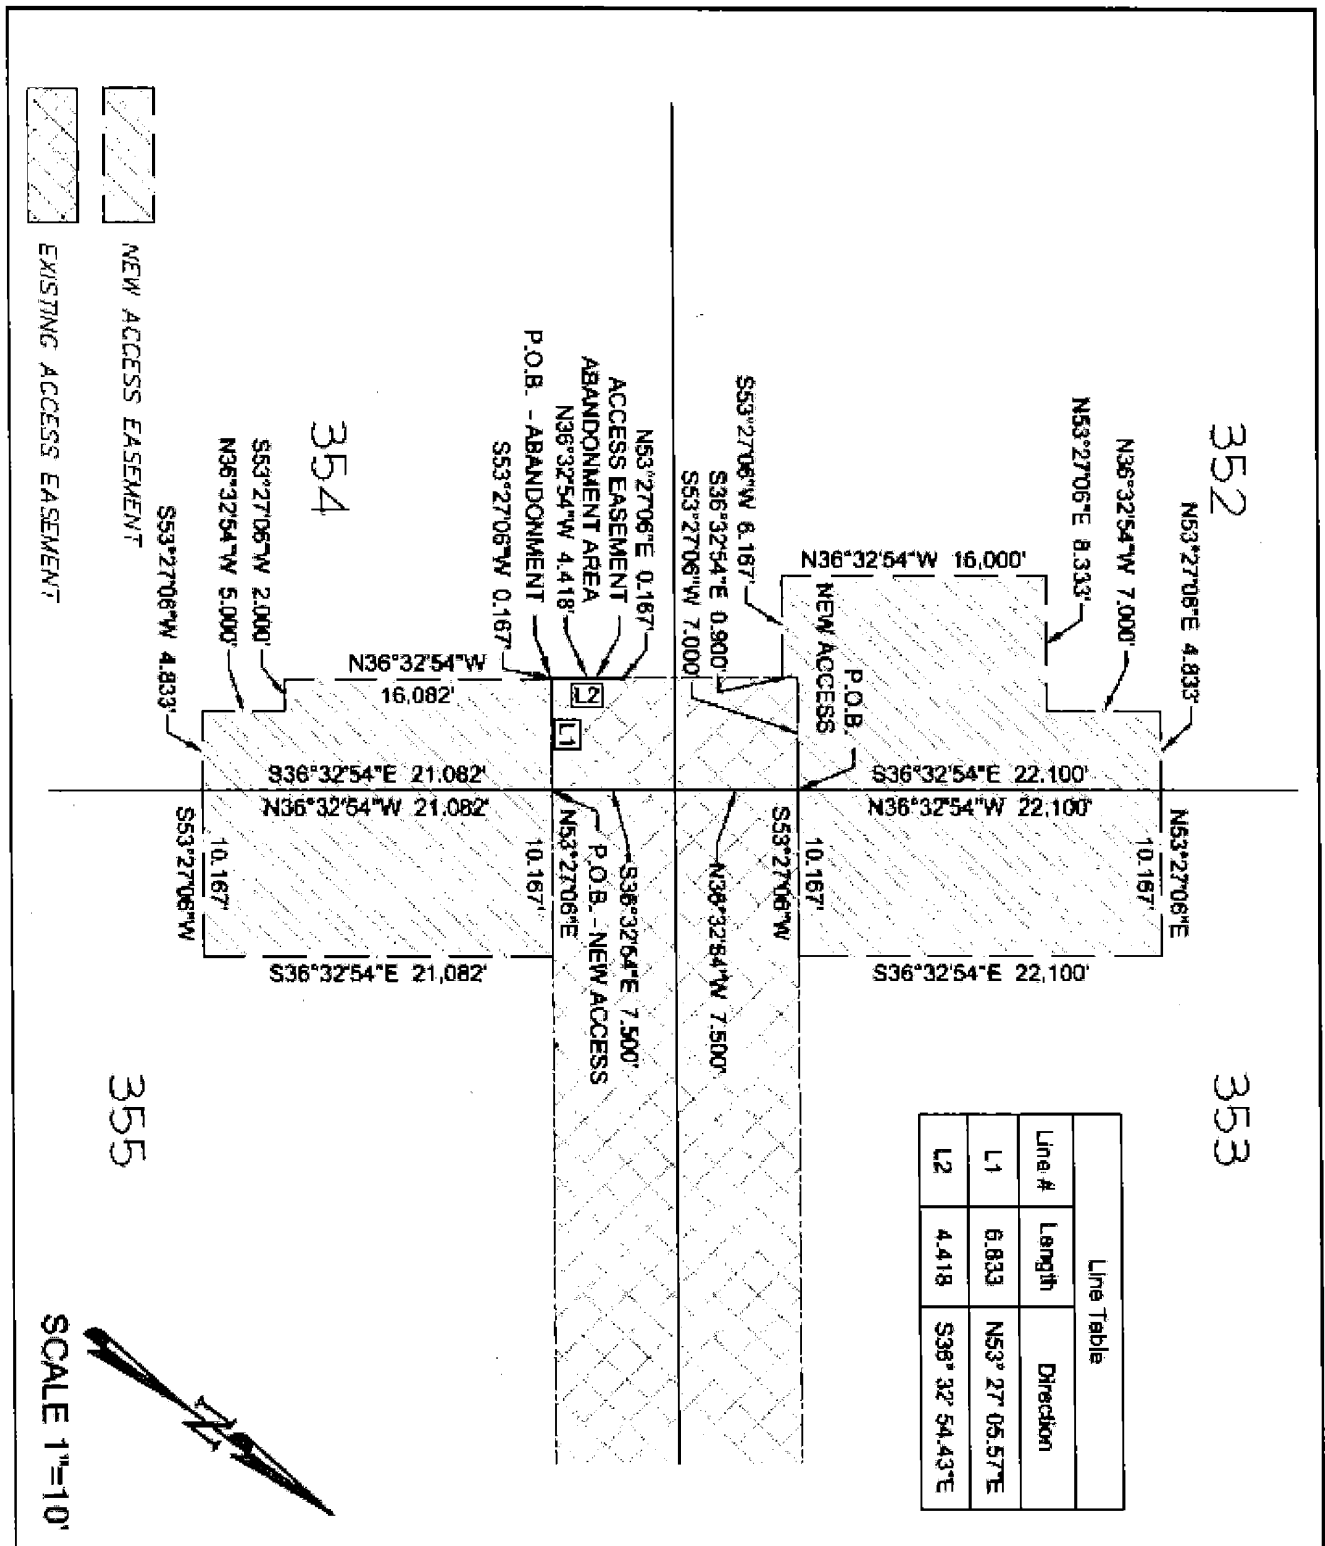 352
353
354
355
N53°27'06"E 4.833'
N36°32'54"W 7.000'
N53°27'06"E 8.333'
N36°32'54"W 16.000'
S53°27'06"W 6.167'
S36°32'54"E 0.900'
S53°27'06"W 7.000'
P.O.B.
NEW ACCESS
N53°27'06"E 0.167'
ACCESS EASEMENT
ABANDONMENT AREA
N36°32'54"W 4.418'
P.O.B. - ABANDONMENT
S53°27'06"W 0.167'
L2
L1
N36°32'54"W
16.082'
S53°27'06"W 2.000'
N36°32'54"W 5.000'
S53°27'06"W 4.833'
S36°32'54"E 21.082'
N36°32'54"W 21.082'
S36°32'54"E 22.100'
N36°32'54"W 22.100'
N53°27'06"E
10.167'
10.167'
S53°27'06"W
N36°32'54"W 7.500'
S36°32'54"E 7.500'
P.O.B. - NEW ACCESS
N53°27'06"E
10.167'
10.167'
S53°27'06"W
S36°32'54"E 21.082'
S36°32'54"E 22.100'
Line Table
Line # Length Direction
L1 6.833 N53° 27' 05.57"E
L2 4.418 S36° 32' 54.43"E
NEW ACCESS EASEMENT
EXISTING ACCESS EASEMENT
N
SCALE 1"=10'